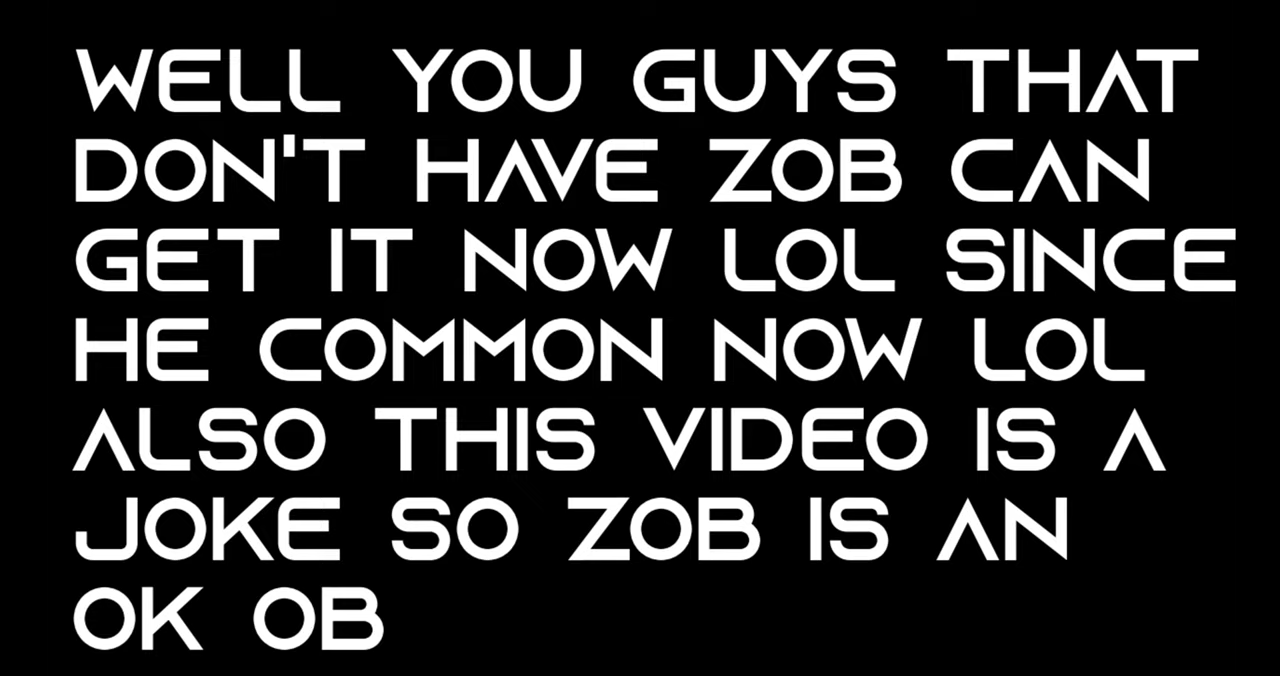 WELL YOU GUYS THAT
DON'T HAVE ZOB CAN
GET IT NOW LOL SINCE
HE COMMON NOW LOL
ALSO THIS VIDEO IS A
JOKE SO ZOB IS AN
OK OB